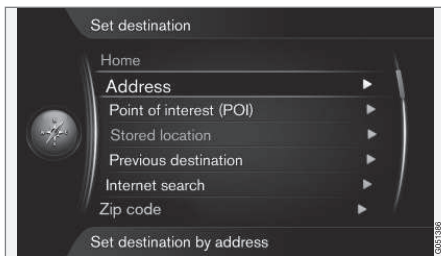 Set destination
Home
Address
Point of interest (POI)
Stored location
Previous destination
Internet search
Zip code
Set destination by address
G051386